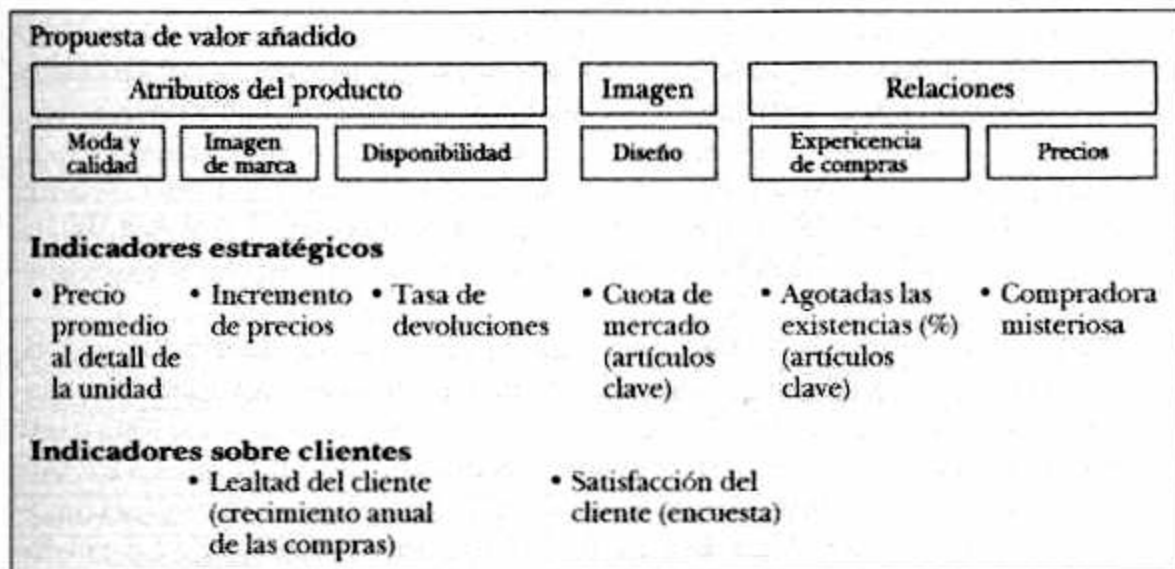 Propuesta de valor añadido
Atributos del producto
Imagen
Relaciones
Moda y
calidad
Imagen
de marca
Disponibilidad
Diseño
Expericencia
de compras
Precios
Indicadores estratégicos
• Precio
promedio
al detall de
la unidad
• Incremento
de precios
• Tasa de
devoluciones
• Cuota de
mercado
(artículos
clave)
• Agotadas las
existencias (%)
(artículos
clave)
• Compradora
misteriosa
Indicadores sobre clientes
• Lealtad del cliente
(crecimiento anual
de las compras)
• Satisfacción del
cliente (encuesta)